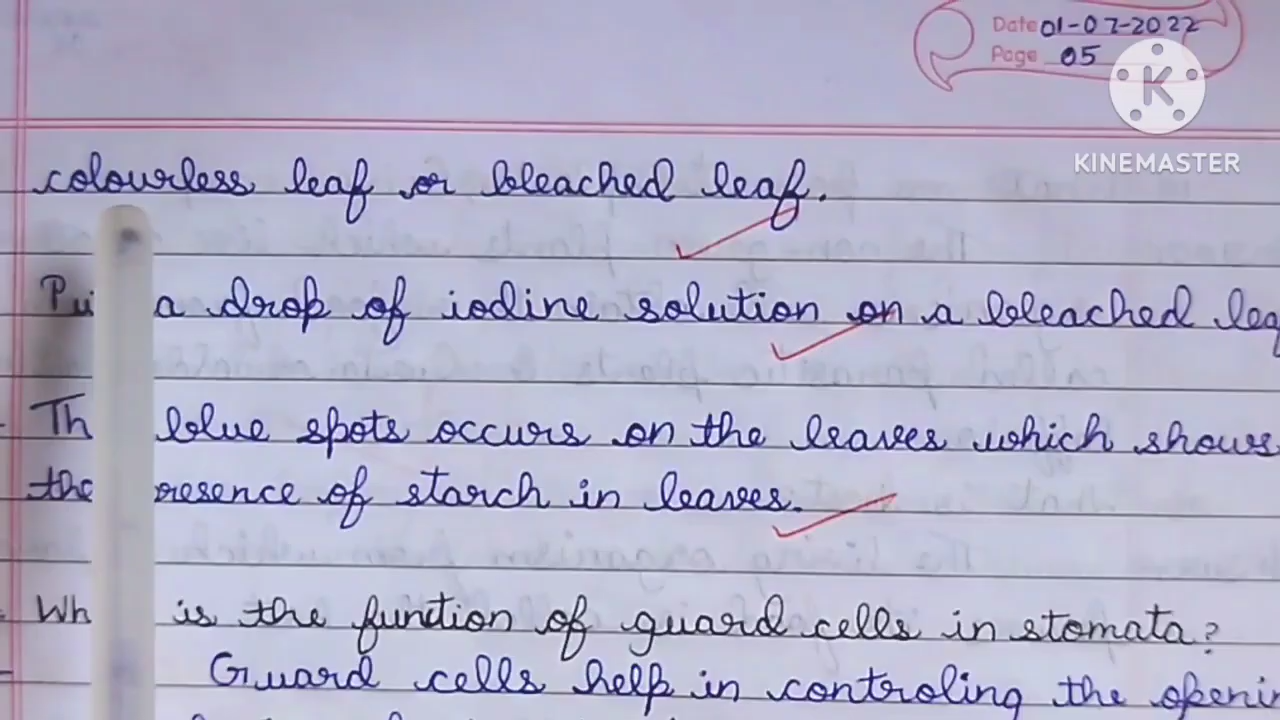 Date 01-07-2022
Page 05
KINEMASTER
colourless leaf or bleached leaf.
a drop of iodine solution on a bleached
blue spots occurs on the leaves which shows
the of starch in leaves.
is the function of guard cells in stomata?
Guard cells help in controling the